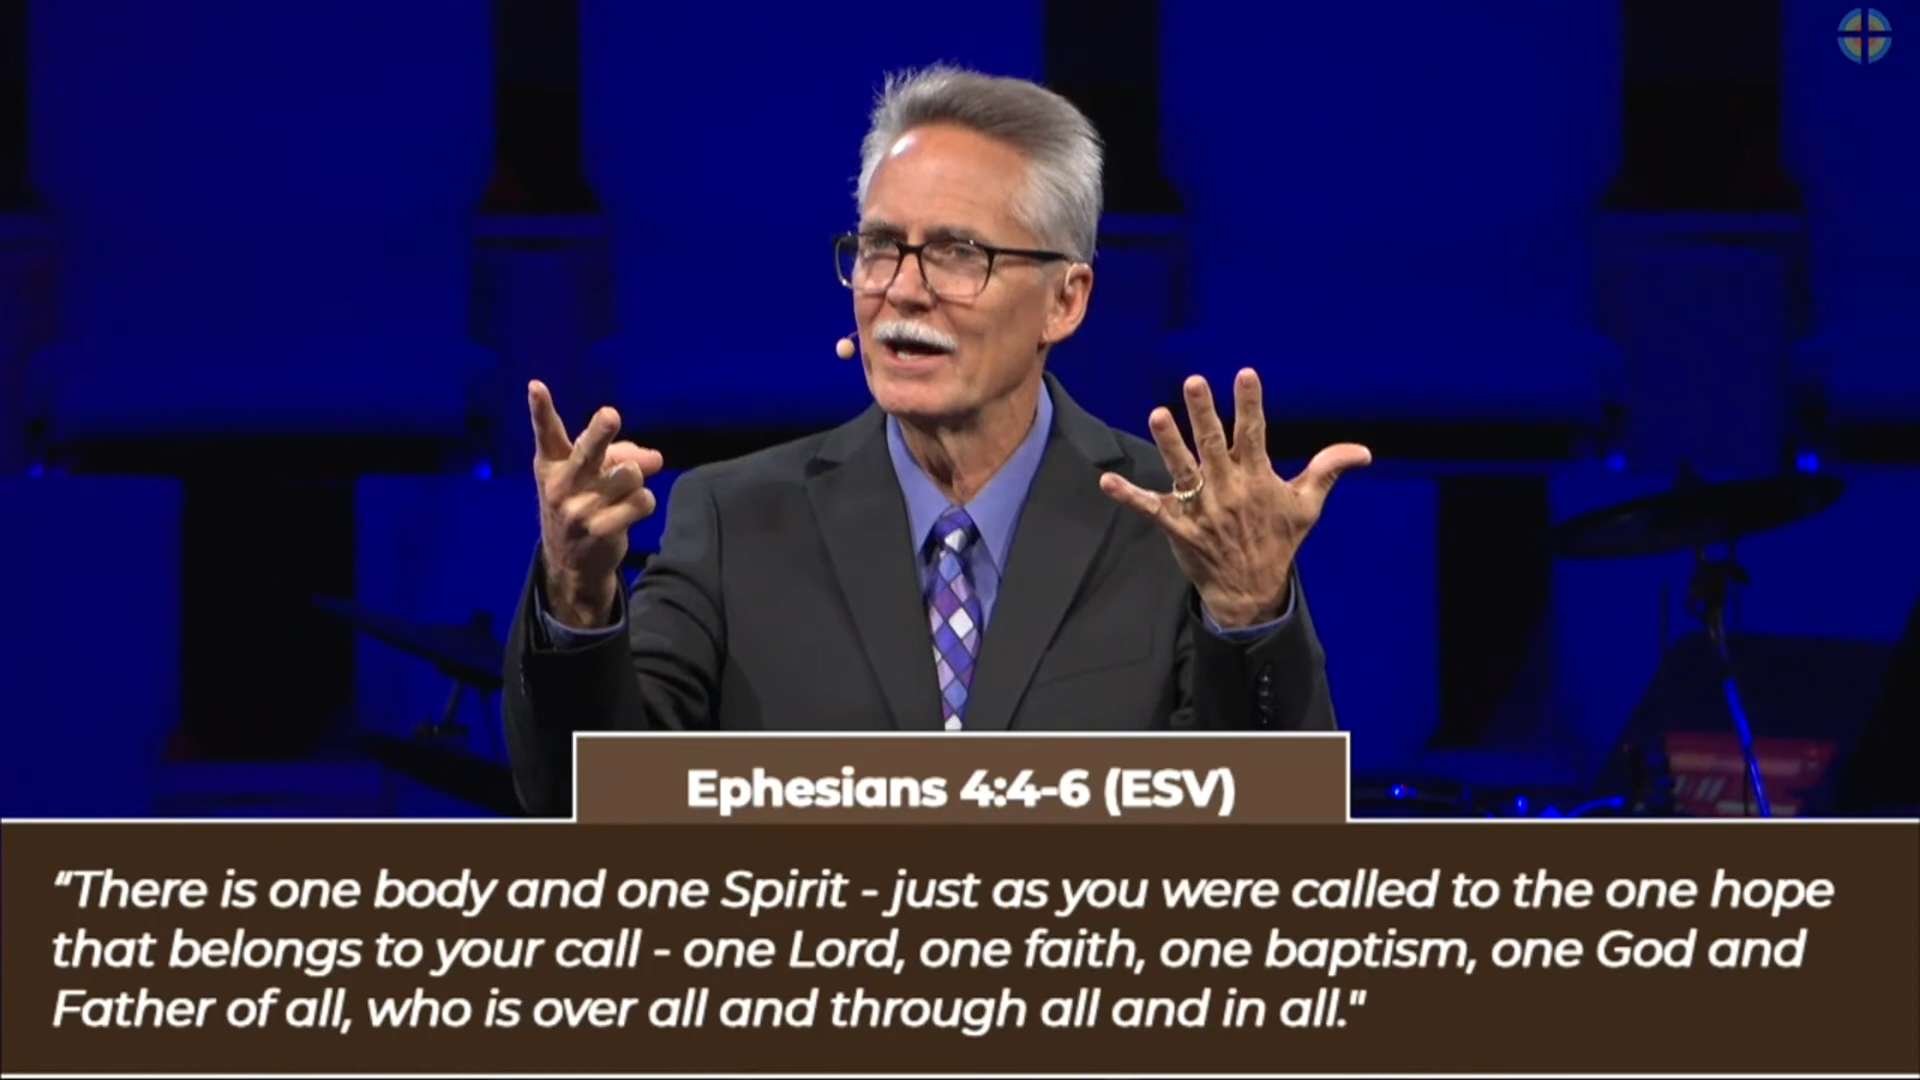 Ephesians 4:4-6 (ESV)
“There is one body and one Spirit - just as you were called to the one hope
that belongs to your call - one Lord, one faith, one baptism, one God and
Father of all, who is over all and through all and in all."